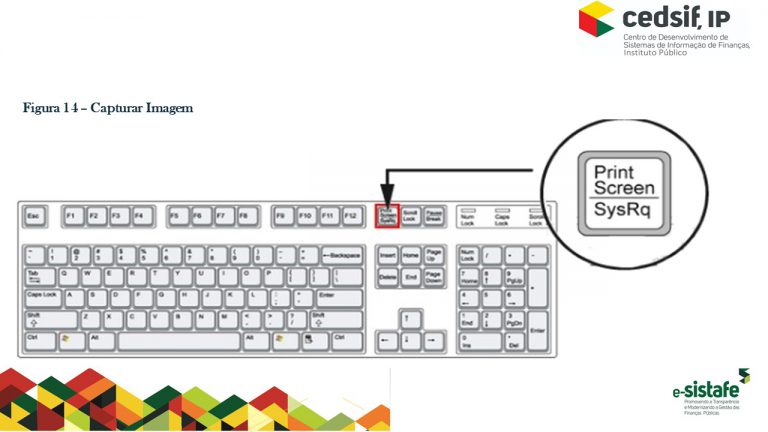 cedsif, IP
Centro de Desenvolvimento de
Sistemas de Informação de Finanças,
Instituto Público
Figura 14 – Capturar Imagem
Print
Screen
SysRq
Esc F1 F2 F3 F4 F5 F6 F7 F8 F9 F10 F11 F12 Print Screen SysRq Scroll Lock Pause Break Num Lock Caps Lock Scroll Lock
1 2 3 4 5 6 7 8 9 0 Backspace Insert Home Page Up Num Lock / * -
Tab Q W E R T Y U I O P Delete End Page Down 7 Home 8 9 PgUp +
Caps Lock A S D F G H J K L Enter 4 5 6
Shift Z X C V B N M Shift 1 End 2 3 PgDn Enter
Ctrl Alt Alt Ctrl 0 Ins Del
e-sistafe
Promovendo a Transparência
e Modernizando a Gestão das
Finanças Públicas